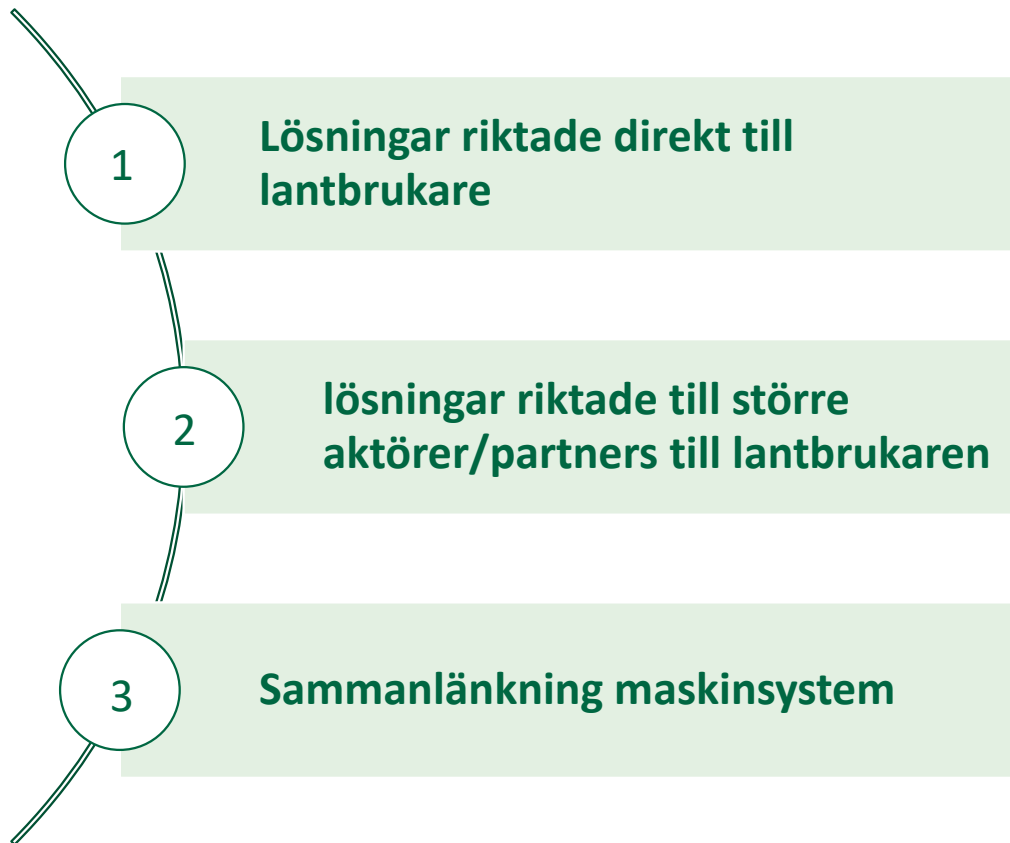 1
Lösningar riktade direkt till
lantbrukare
2
lösningar riktade till större
aktörer/partners till lantbrukaren
3
Sammanlänkning maskinsystem